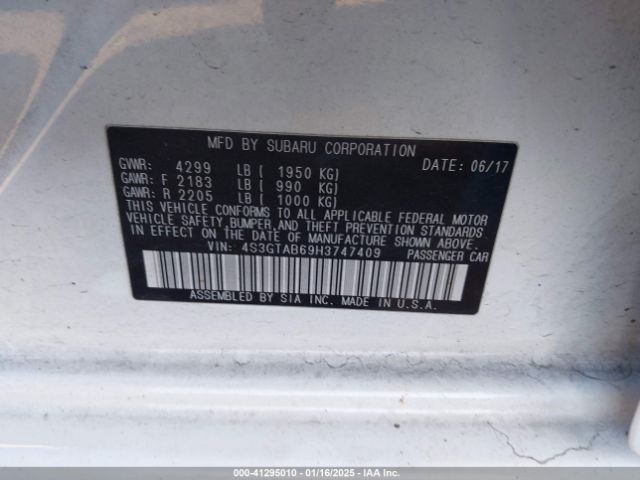 MFD BY SUBARU CORPORATION
GVWR: 4299 LB ( 1950 KG) DATE: 06/17
GAWR: F 2183 LB ( 990 KG)
GAWR: R 2205 LB ( 1000 KG)
THIS VEHICLE CONFORMS TO ALL APPLICABLE FEDERAL MOTOR
VEHICLE SAFETY, BUMPER, AND THEFT PREVENTION STANDARDS
IN EFFECT ON THE DATE OF MANUFACTURE SHOWN ABOVE.
VIN: 4S3GTAB69H3747409 PASSENGER CAR
ASSEMBLED BY SIA INC. MADE IN U.S.A.
000-41295010 - 01/16/2025 - IAAI.CA